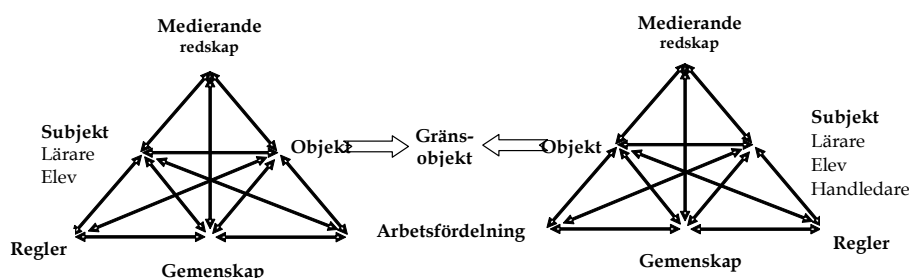 Medierande
redskap
Medierande
redskap
Subjekt
Lärare
Elev
Objekt
Gräns-
objekt
Objekt
Subjekt
Lärare
Elev
Handledare
Regler
Gemenskap
Arbetsfördelning
Gemenskap
Regler